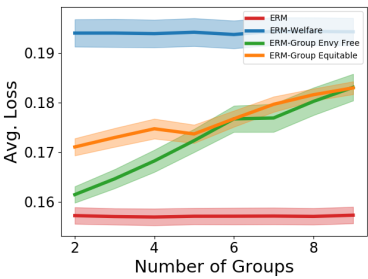 ERM
ERM-Welfare
ERM-Group Envy Free
ERM-Group Equitable
0.19
0.18
0.17
0.16
Avg. Loss
2 4 6 8
Number of Groups